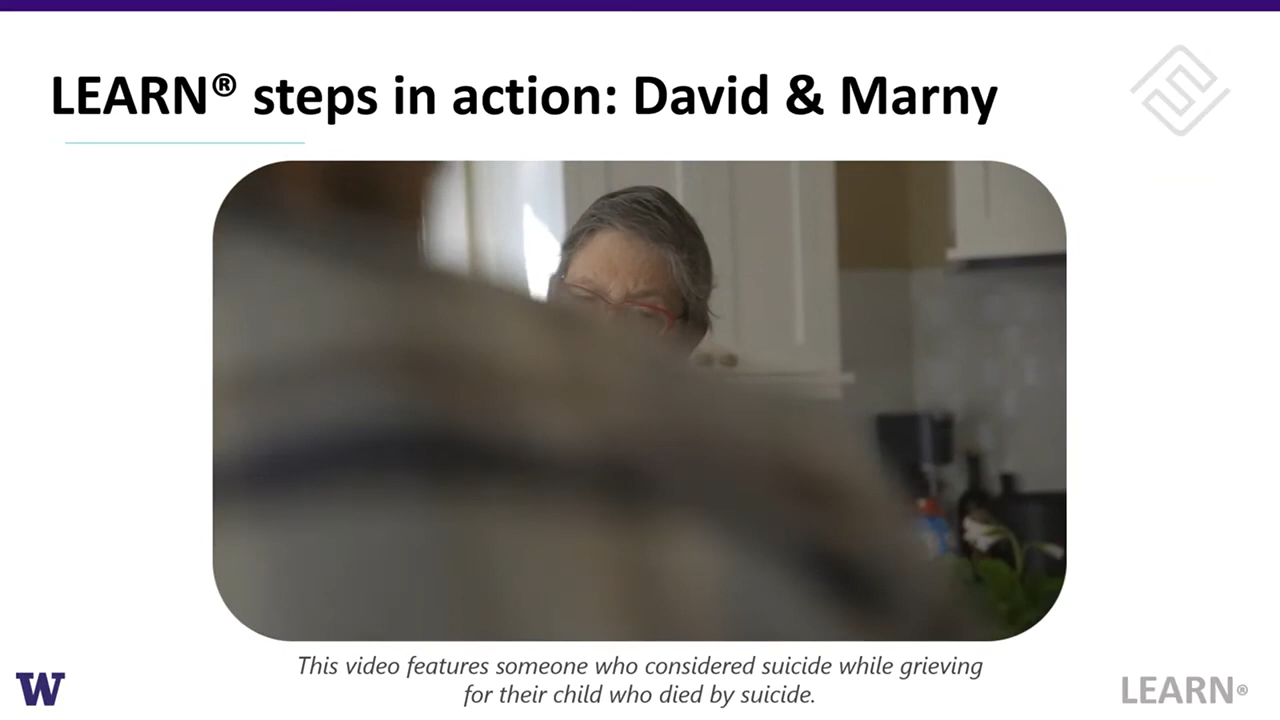 LEARN® steps in action: David & Marny
This video features someone who considered suicide while grieving
for their child who died by suicide.
W
LEARN®